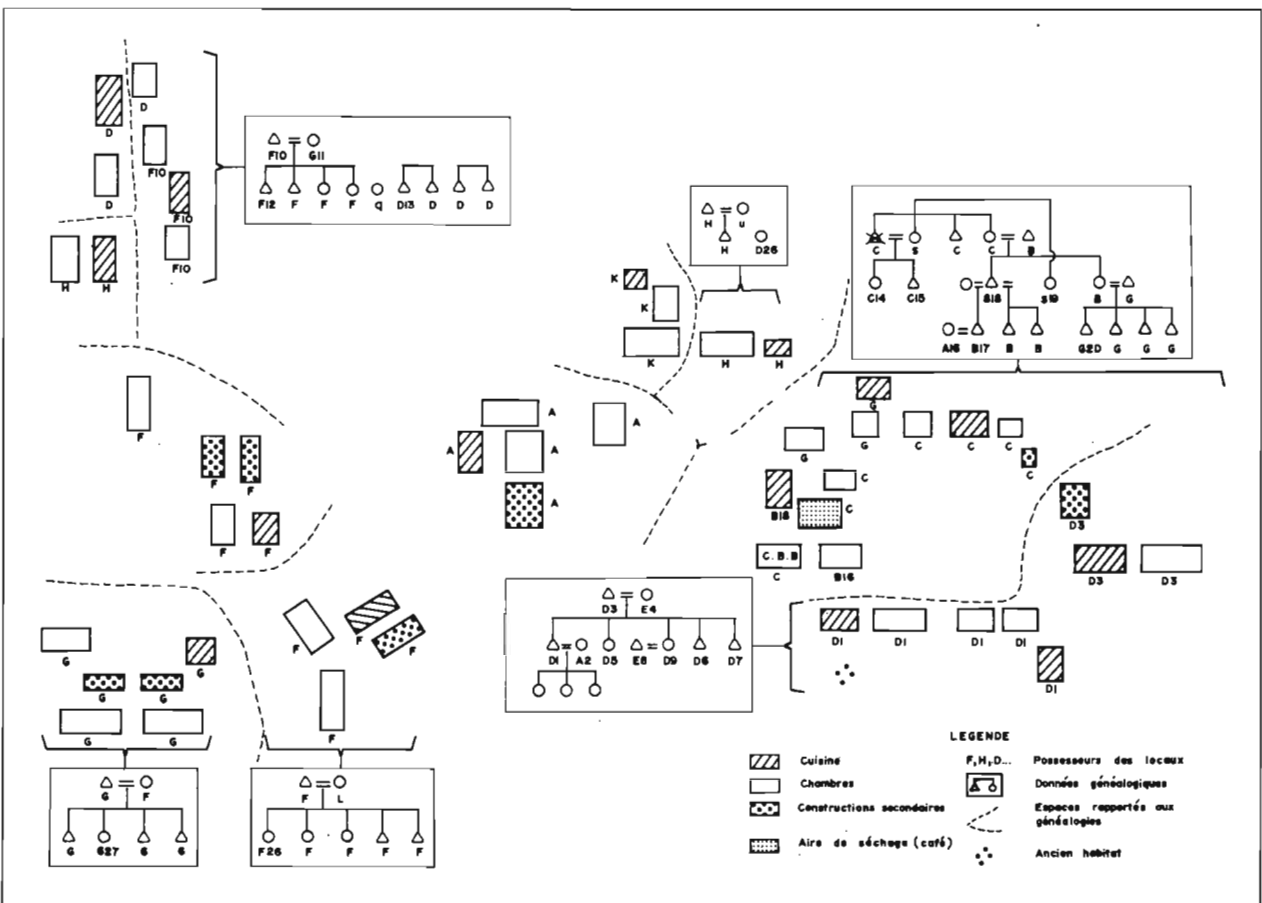 D
D
F10
D
F10
F10
H H
F10 G11
F12 F F F q D13 D D D
H u
H D26
K
K
K H H
C S C C B
C14 C15 B18 S19 B G
A16 B17 B B G2D G G G
G
G C C C
G
C
C
B18 C
C.B.B
C B16
D3
D3 D3
A A
A A
A
F
F F
F F
D3 E4
D1 A2 D5 E8 D9 D6 D7
D1 D1 D1 D1
D1
F F F
F
G
G
G G
G G
G F
G G27 G G
F L
F26 F F F F
LEGENDE
Cuisine
Chambres
Constructions secondaires
Aire de séchage (café)
F,H,D... Possesseurs des locaux
Données généalogiques
Espaces rapportés aux
généalogies
Ancien habitat